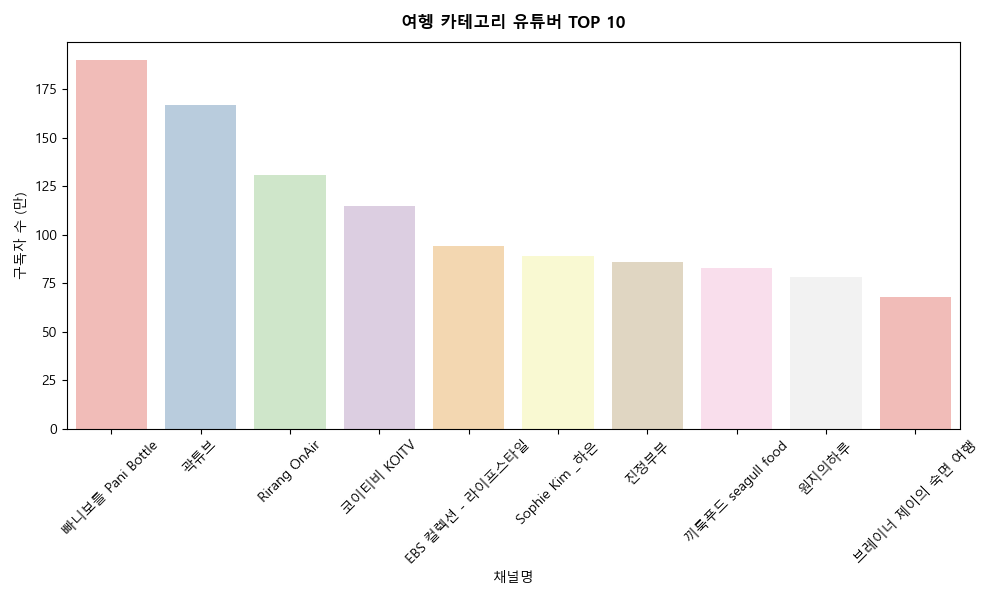 여행 카테고리 유튜버 TOP 10
구독자 수 (만)
175
150
125
100
75
50
25
0
빠니보틀 Pani Bottle
곽튜브
Rirang OnAir
코이티비 KOITV
EBS 컬렉션 - 라이프스타일
Sophie Kim _하은
진정부부
끼룩푸드 seagull food
원지의하루
브레이너 제이의 숙면 여행
채널명